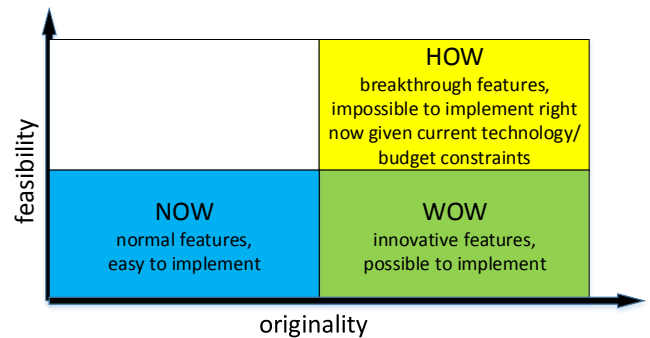 HOW
breakthrough features,
impossible to implement right
now given current technology/
budget constraints
feasibility
NOW
normal features,
easy to implement
WOW
innovative features,
possible to implement
originality